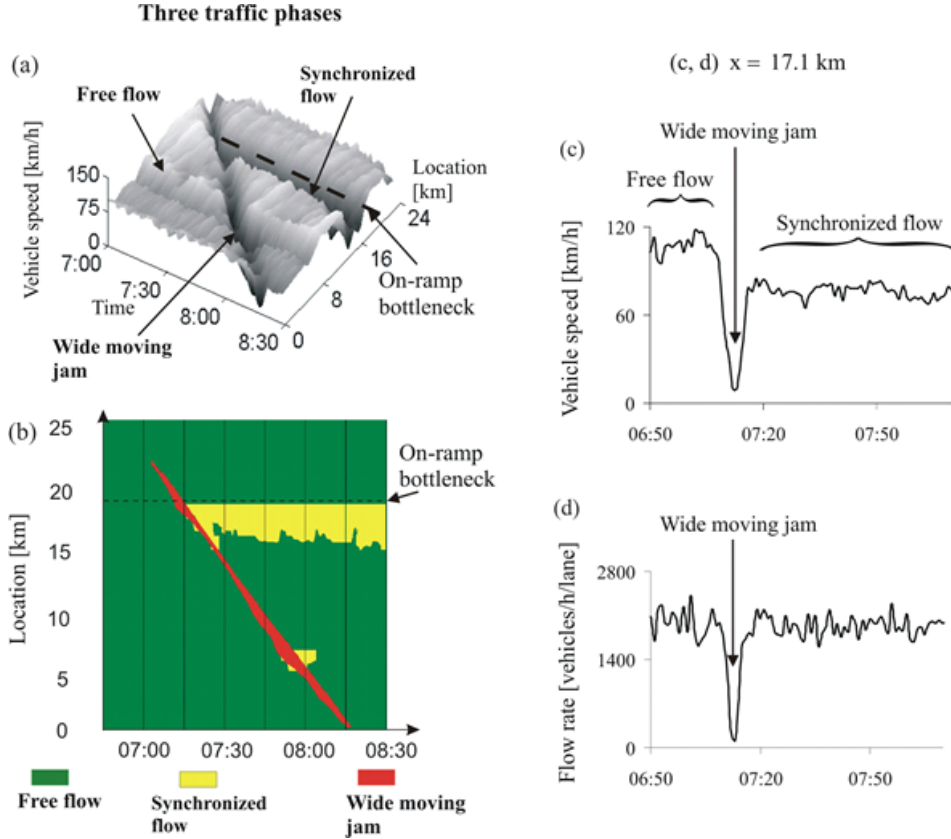 Three traffic phases
(a)
Free flow
Synchronized
flow
Vehicle speed [km/h]
150
75
0
7:00
7:30
Time
8:00
8:30
0
8
16
24
Location
[km]
On-ramp
bottleneck
Wide moving
jam
(b)
Location [km]
25
20
15
10
5
0
07:00 07:30 08:00 08:30
On-ramp
bottleneck
Free flow
Synchronized
flow
Wide moving
jam
(c, d) x = 17.1 km
(c)
Wide moving jam
Free flow
Synchronized flow
Vehicle speed [km/h]
120
60
0
06:50 07:20 07:50
(d)
Wide moving jam
Flow rate [vehicles/h/lane]
2800
1400
0
06:50 07:20 07:50